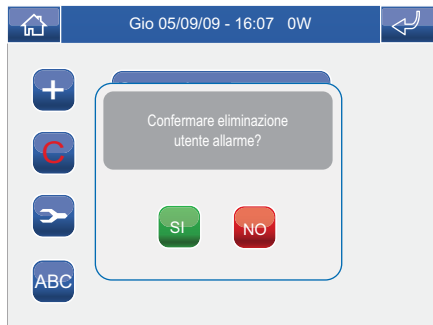 Gio 05/09/09 - 16:07 0W
+
C
ABC
Confermare eliminazione
utente allarme?
SI
NO